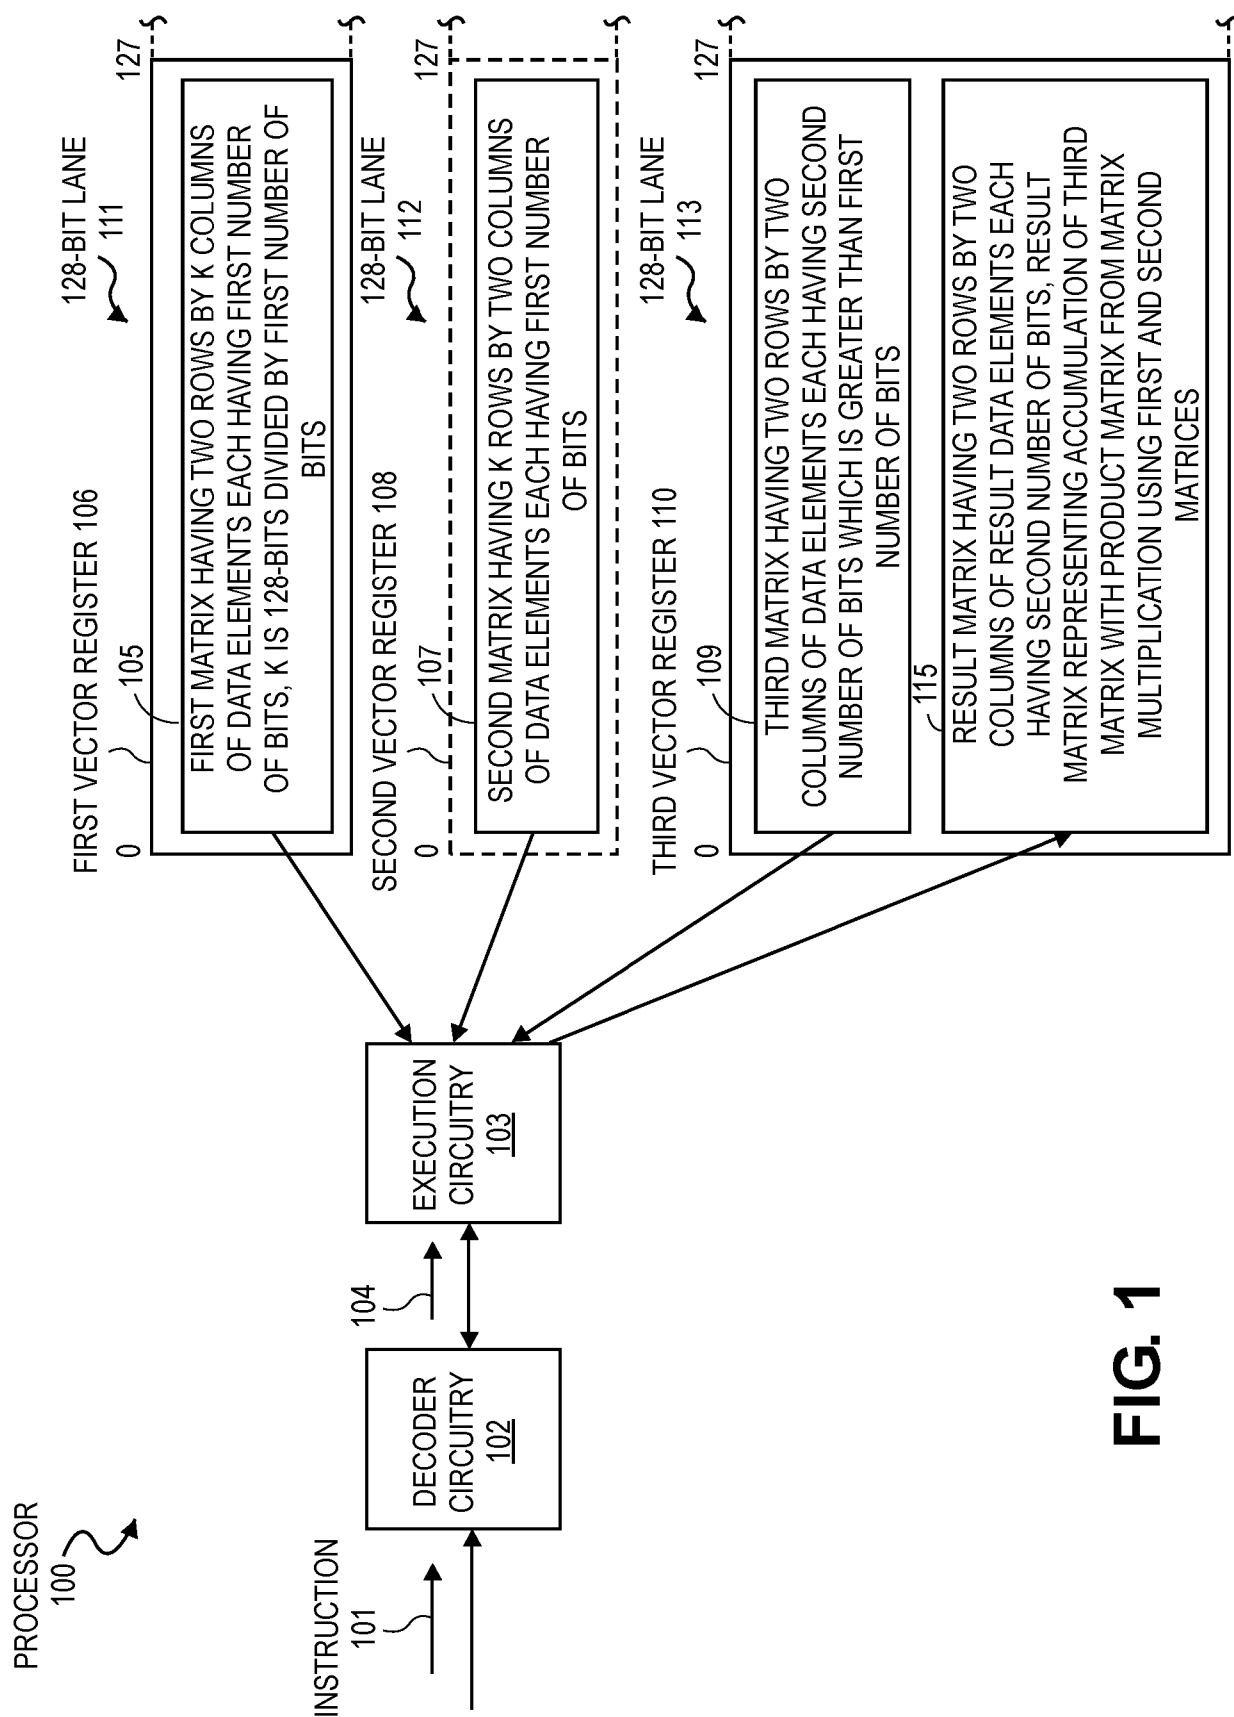 PROCESSOR
100
INSTRUCTION
101
DECODER
CIRCUITRY
102
104
EXECUTION
CIRCUITRY
103
FIRST VECTOR REGISTER 106
128-BIT LANE
111
0
105
127
FIRST MATRIX HAVING TWO ROWS BY K COLUMNS
OF DATA ELEMENTS EACH HAVING FIRST NUMBER
OF BITS, K IS 128-BITS DIVIDED BY FIRST NUMBER OF
BITS
SECOND VECTOR REGISTER 108
128-BIT LANE
112
0
107
127
SECOND MATRIX HAVING K ROWS BY TWO COLUMNS
OF DATA ELEMENTS EACH HAVING FIRST NUMBER
OF BITS
THIRD VECTOR REGISTER 110
128-BIT LANE
113
0
109
127
THIRD MATRIX HAVING TWO ROWS BY TWO
COLUMNS OF DATA ELEMENTS EACH HAVING SECOND
NUMBER OF BITS WHICH IS GREATER THAN FIRST
NUMBER OF BITS
115
RESULT MATRIX HAVING TWO ROWS BY TWO
COLUMNS OF RESULT DATA ELEMENTS EACH
HAVING SECOND NUMBER OF BITS, RESULT
MATRIX REPRESENTING ACCUMULATION OF THIRD
MATRIX WITH PRODUCT MATRIX FROM MATRIX
MULTIPLICATION USING FIRST AND SECOND
MATRICES
FIG. 1